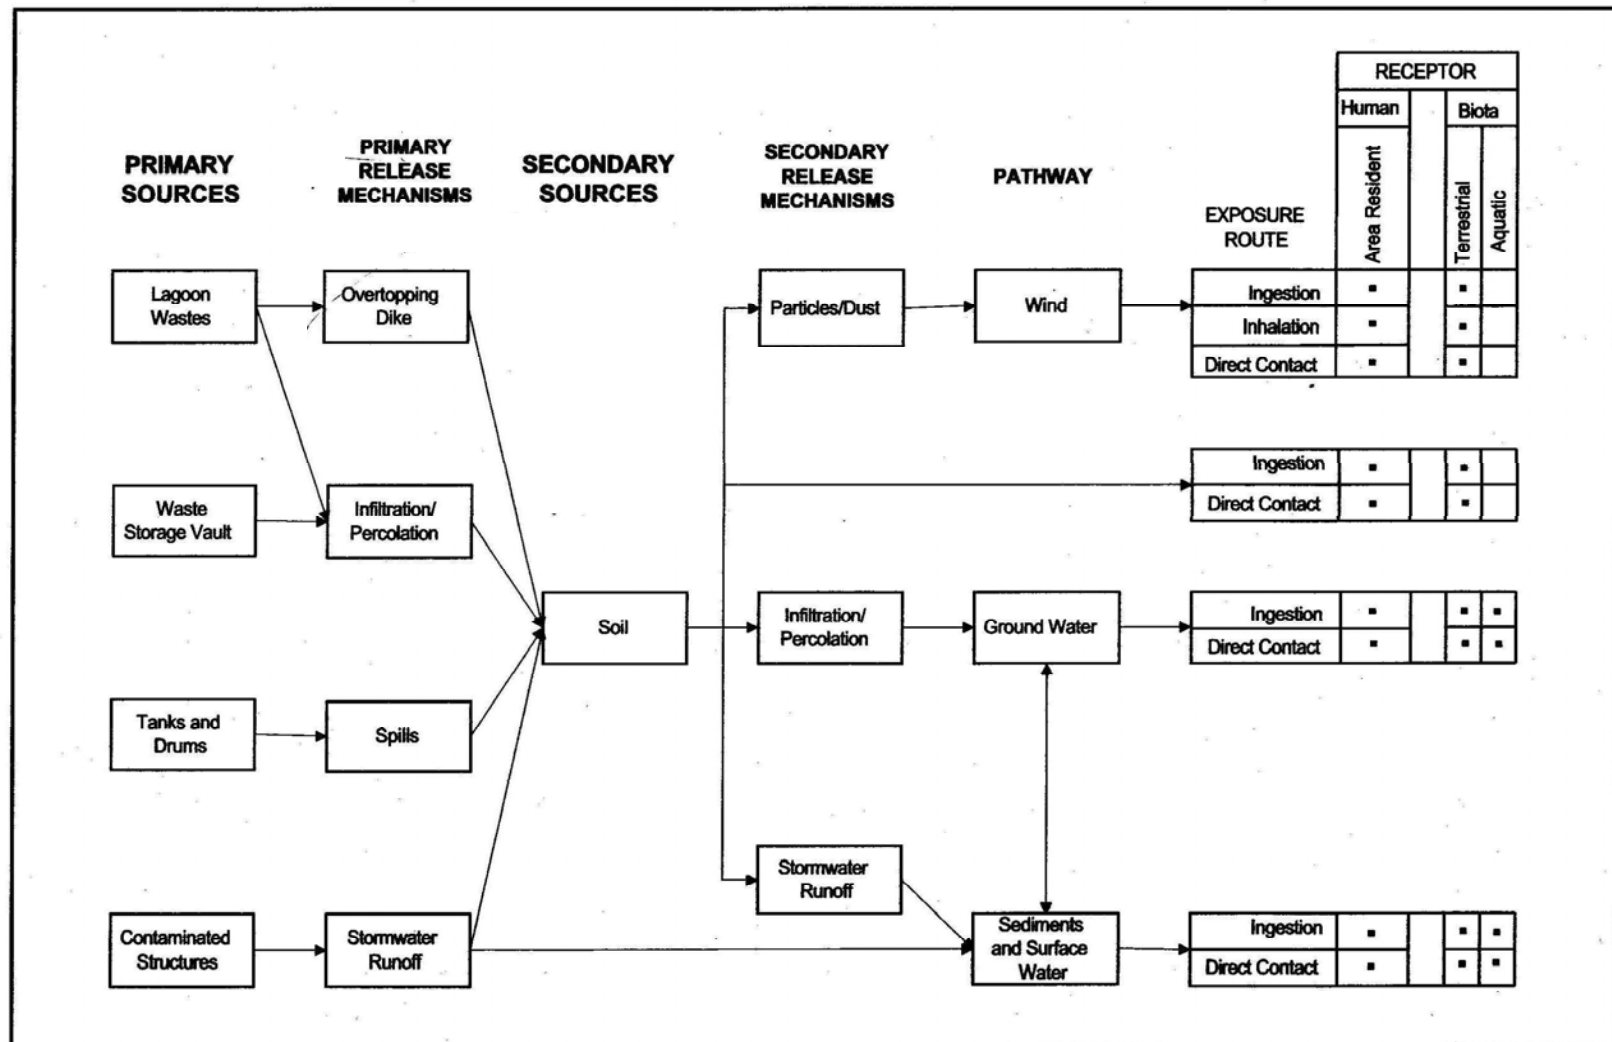 RECEPTOR
Human
Biota
Area Resident
Terrestrial
Aquatic
PRIMARY
SOURCES
PRIMARY
RELEASE
MECHANISMS
SECONDARY
SOURCES
SECONDARY
RELEASE
MECHANISMS
PATHWAY
EXPOSURE
ROUTE
Lagoon
Wastes
Overtopping
Dike
Particles/Dust
Wind
Ingestion
Inhalation
Direct Contact
Ingestion
Direct Contact
Waste
Storage Vault
Infiltration/
Percolation
Soil
Infiltration/
Percolation
Ground Water
Ingestion
Direct Contact
Tanks and
Drums
Spills
Stormwater
Runoff
Contaminated
Structures
Stormwater
Runoff
Sediments
and Surface
Water
Ingestion
Direct Contact